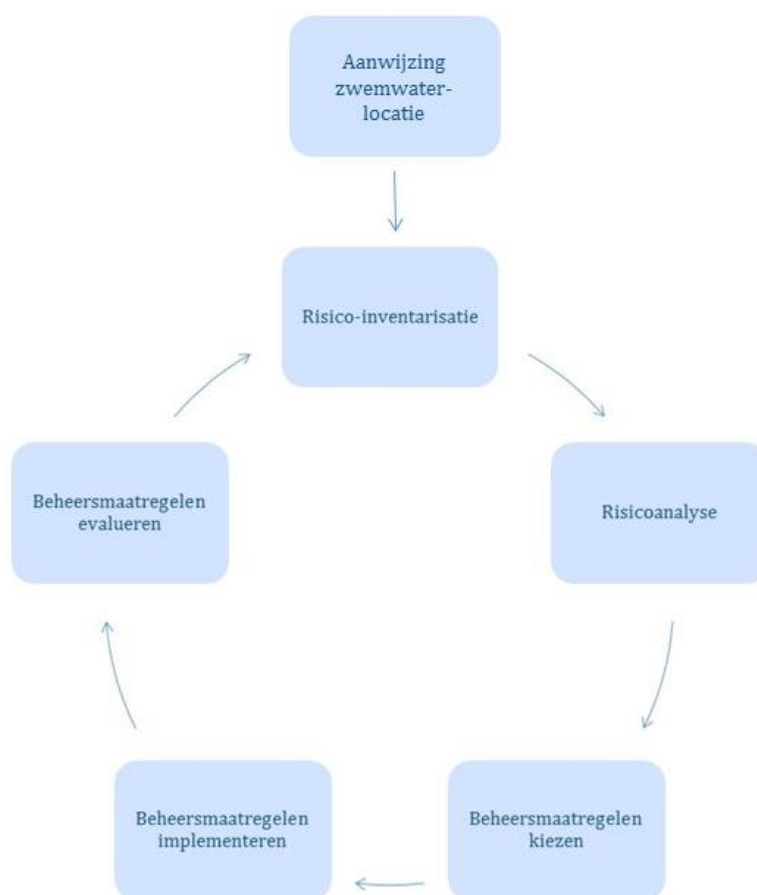 Aanwijzing
zwemwater-
locatie
Risico-inventarisatie
Risicoanalyse
Beheersmaatregelen
kiezen
Beheersmaatregelen
implementeren
Beheersmaatregelen
evalueren